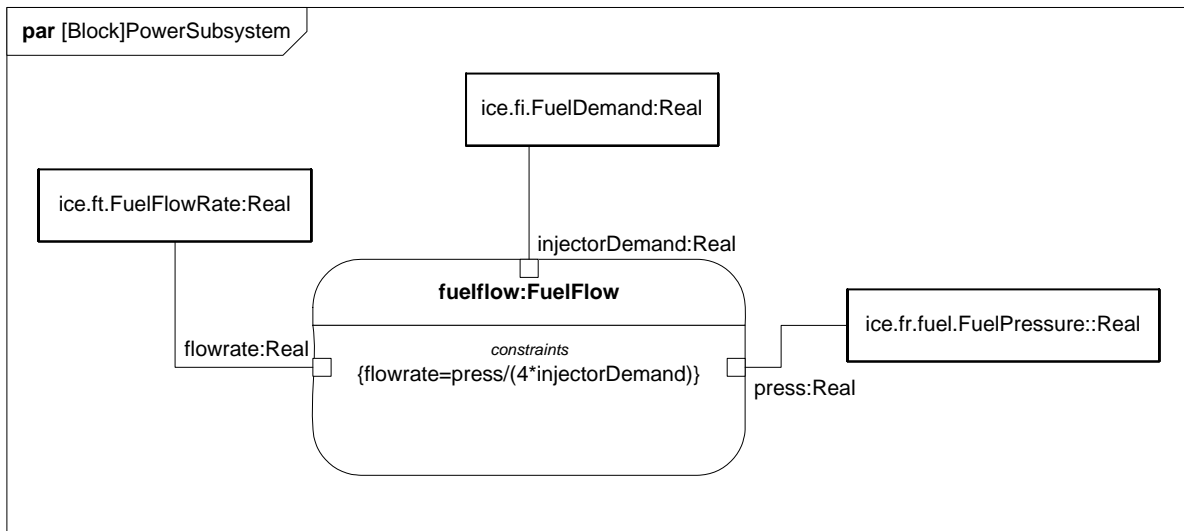 par [Block]PowerSubsystem
ice.fi.FuelDemand:Real
ice.ft.FuelFlowRate:Real
injectorDemand:Real
fuelflow:FuelFlow
ice.fr.fuel.FuelPressure::Real
flowrate:Real
constraints
{flowrate=press/(4*injectorDemand)}
press:Real